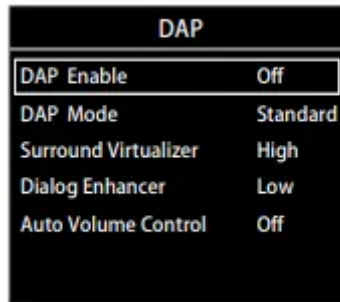 DAP
DAP Enable Off
DAP Mode Standard
Surround Virtualizer High
Dialog Enhancer Low
Auto Volume Control Off